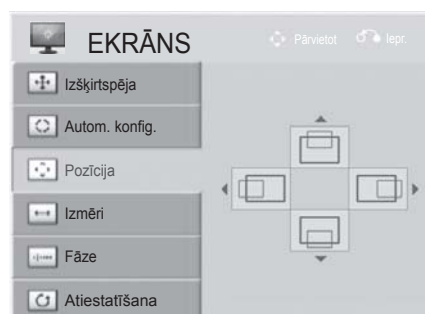 EKRĀNS
Pārvietot
Iepr.
Izšķirtspēja
Autom. konfig.
Pozīcija
Izmēri
Fāze
Atiestatīšana